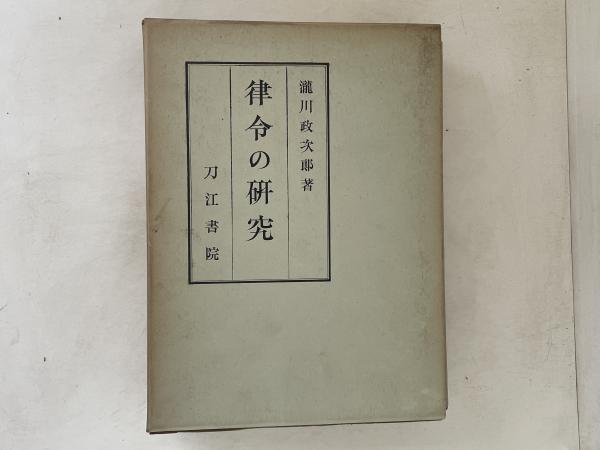 瀧川政次郎著
律令の研究
刀江書院